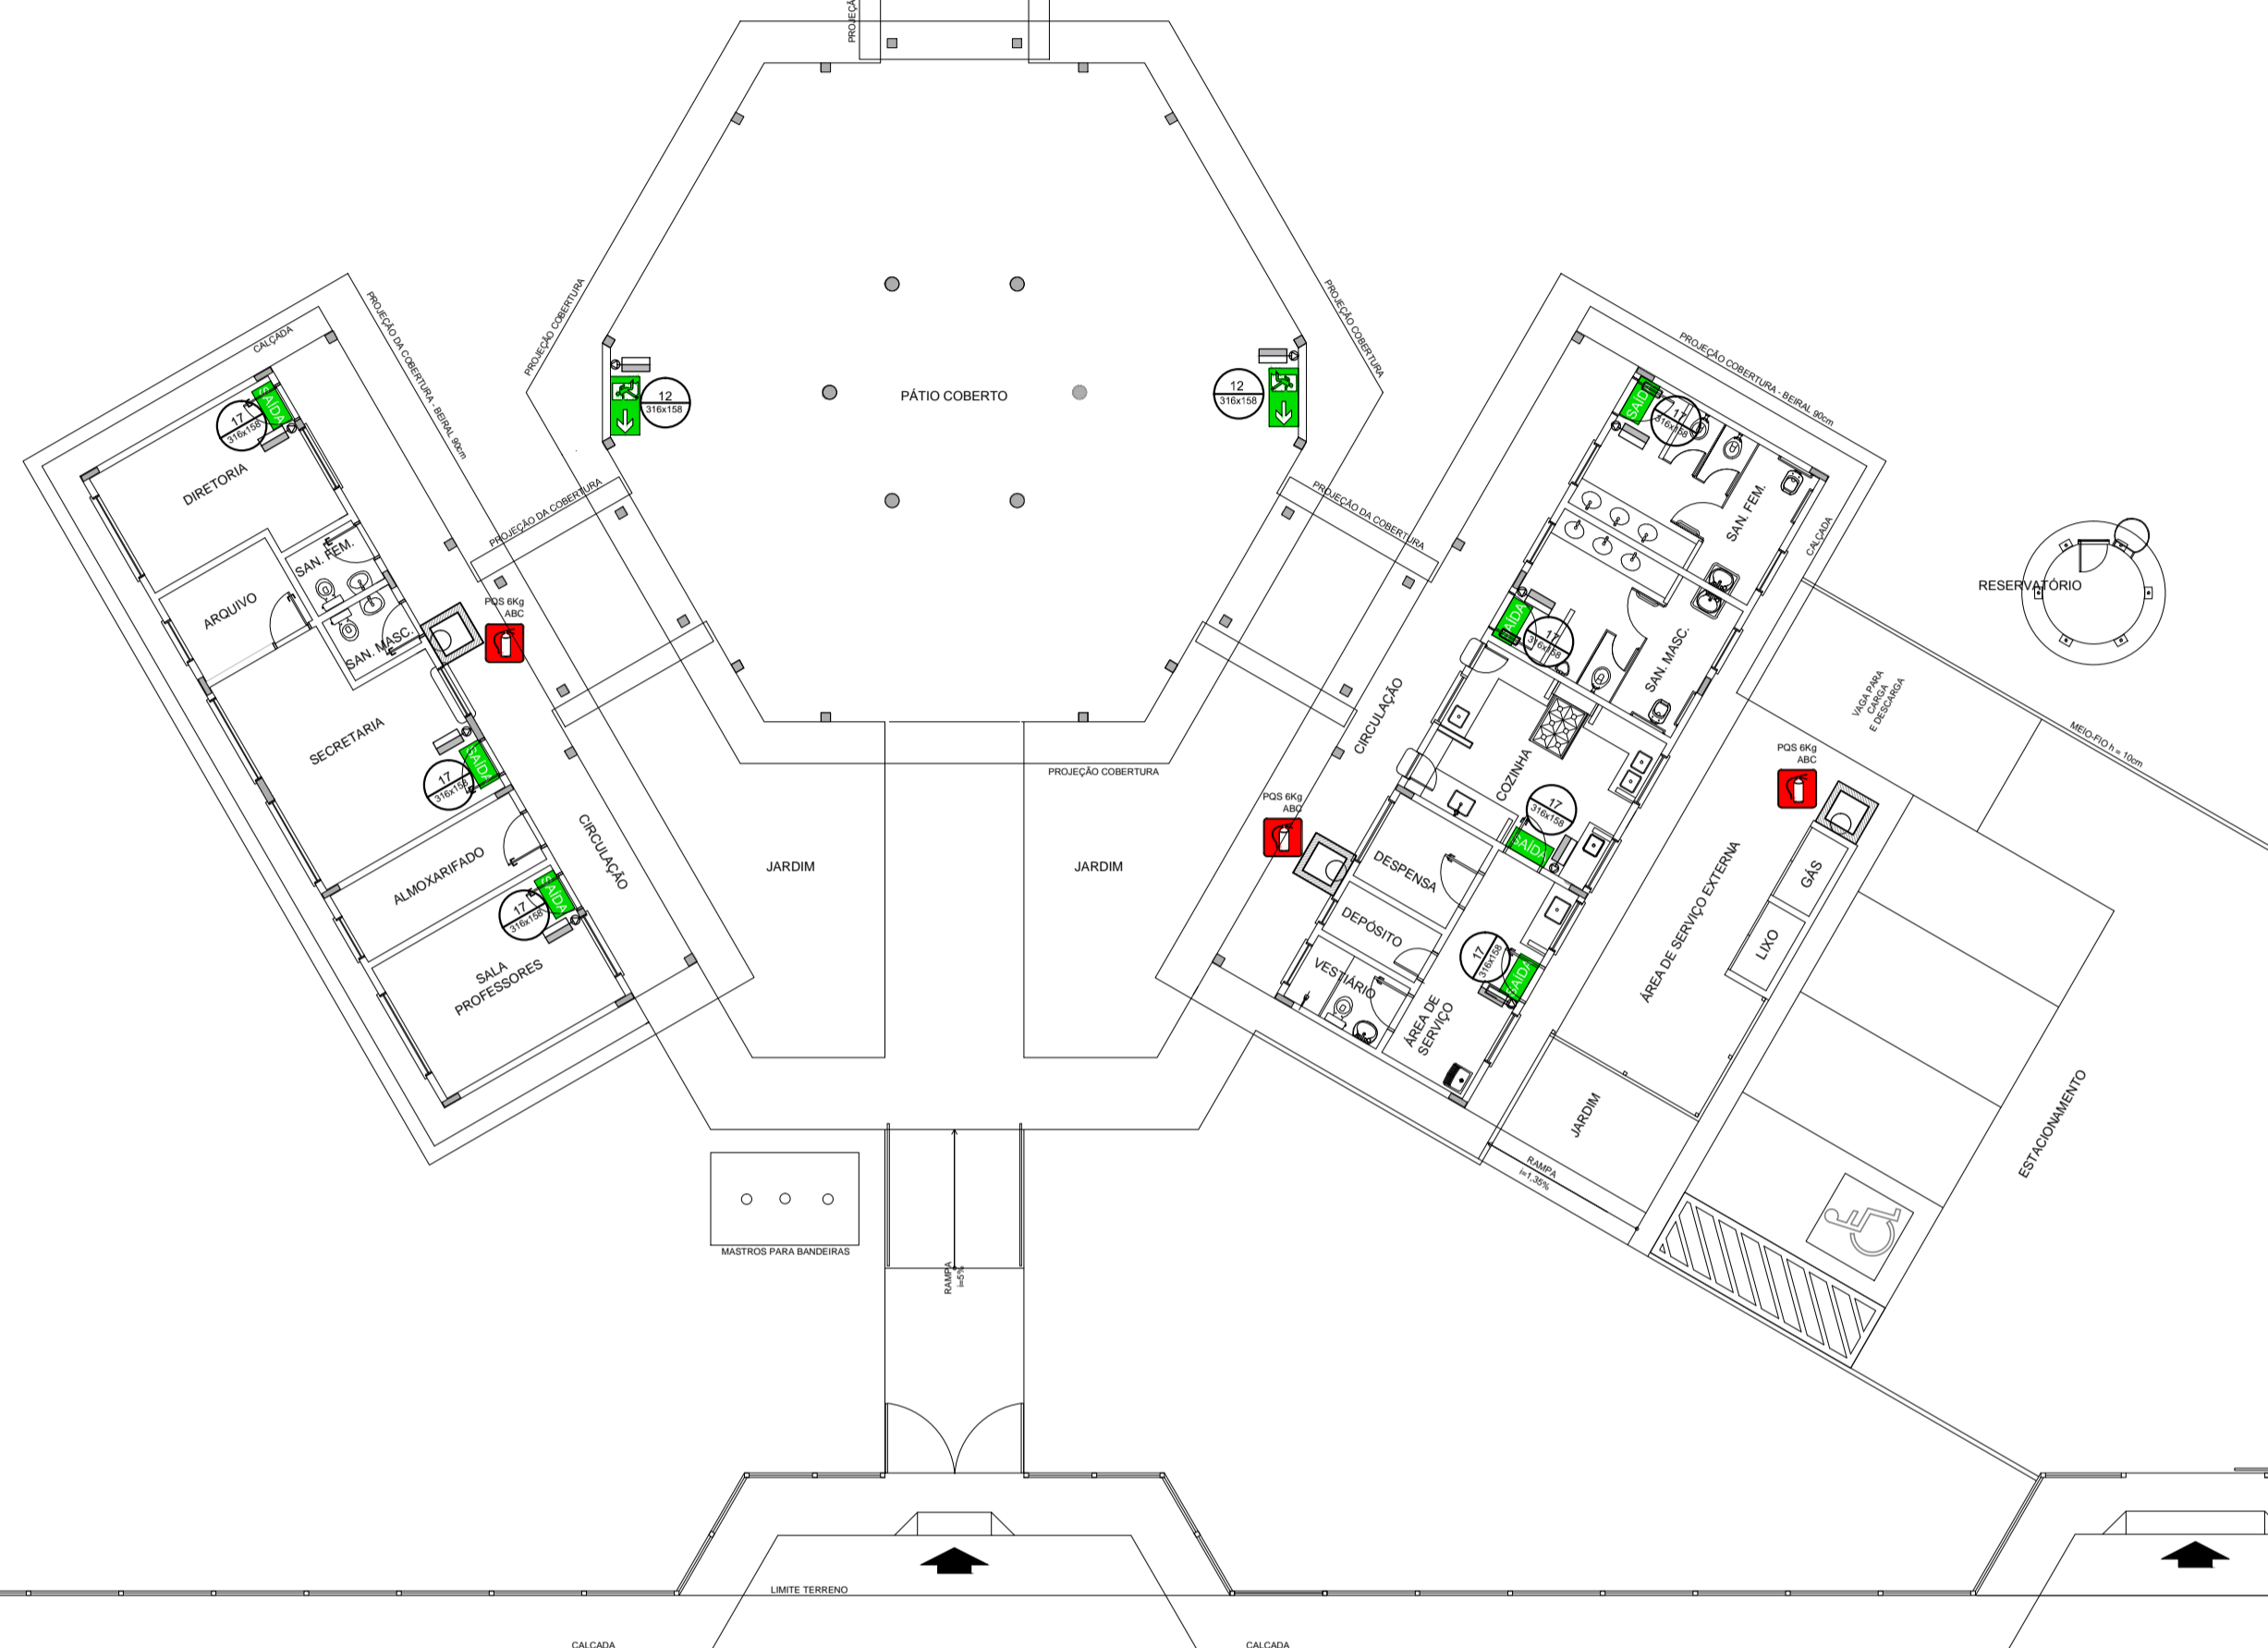 PROJEÇÃO COBERTURA
PÁTIO COBERTO
PROJEÇÃO COBERTURA
PROJEÇÃO COBERTURA
12
316x158
12
316x158
CALÇADA
PROJEÇÃO DA COBERTURA - BEIRAL 90cm
SAÍDA
17
316x158
DIRETORIA
SAN. FEM.
ARQUIVO
SAN. MASC.
PQS 6Kg
ABC
SECRETARIA
SAÍDA
17
316x158
ALMOXARIFADO
SAÍDA
17
316x158
SALA
PROFESSORES
CIRCULAÇÃO
PROJEÇÃO DA COBERTURA
PROJEÇÃO DA COBERTURA
JARDIM
JARDIM
PROJEÇÃO COBERTURA - BEIRAL 90cm
SAÍDA
17
316x158
SAN. FEM.
CALÇADA
SAÍDA
17
316x158
SAN. MASC.
CIRCULAÇÃO
COZINHA
17
316x158
SAÍDA
PQS 6Kg
ABC
DESPENSA
DEPÓSITO
VESTIÁRIO
17
316x158
SAÍDA
ÁREA DE
SERVIÇO
RESERVATÓRIO
VAGA PARA
CARGA
E DESCARGA
MEIO-FIO h = 10cm
PQS 6Kg
ABC
GÁS
LIXO
ÁREA DE SERVIÇO EXTERNA
JARDIM
RAMPA
i=1,35%
ESTACIONAMENTO
MASTROS PARA BANDEIRAS
RAMPA
i=5%
LIMITE TERRENO
CALÇADA
CALÇADA